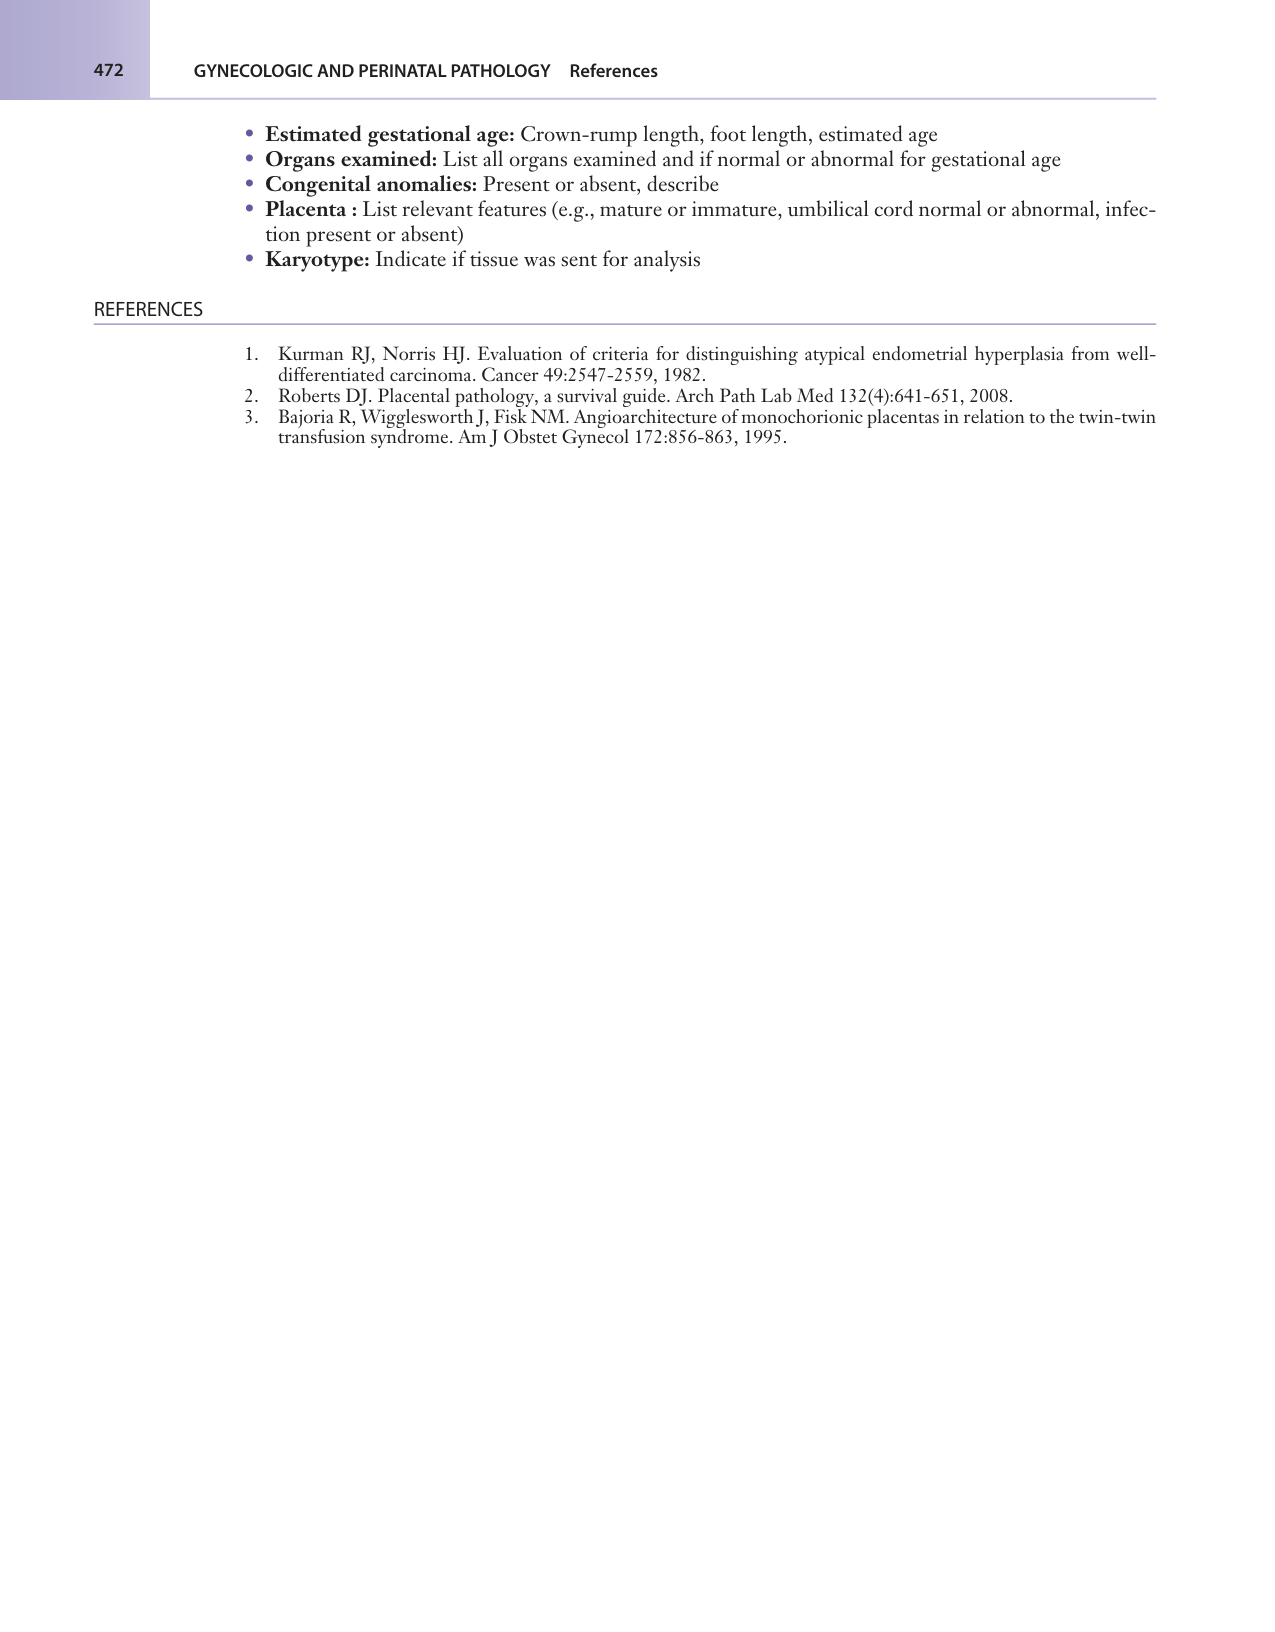 472 GYNECOLOGIC AND PERINATAL PATHOLOGY References
• Estimated gestational age: Crown-rump length, foot length, estimated age
• Organs examined: List all organs examined and if normal or abnormal for gestational age
• Congenital anomalies: Present or absent, describe
• Placenta : List relevant features (e.g., mature or immature, umbilical cord normal or abnormal, infec-
tion present or absent)
• Karyotype: Indicate if tissue was sent for analysis
REFERENCES
1. Kurman RJ, Norris HJ. Evaluation of criteria for distinguishing atypical endometrial hyperplasia from well-
differentiated carcinoma. Cancer 49:2547-2559, 1982.
2. Roberts DJ. Placental pathology, a survival guide. Arch Path Lab Med 132(4):641-651, 2008.
3. Bajoria R, Wigglesworth J, Fisk NM. Angioarchitecture of monochorionic placentas in relation to the twin-twin
transfusion syndrome. Am J Obstet Gynecol 172:856-863, 1995.